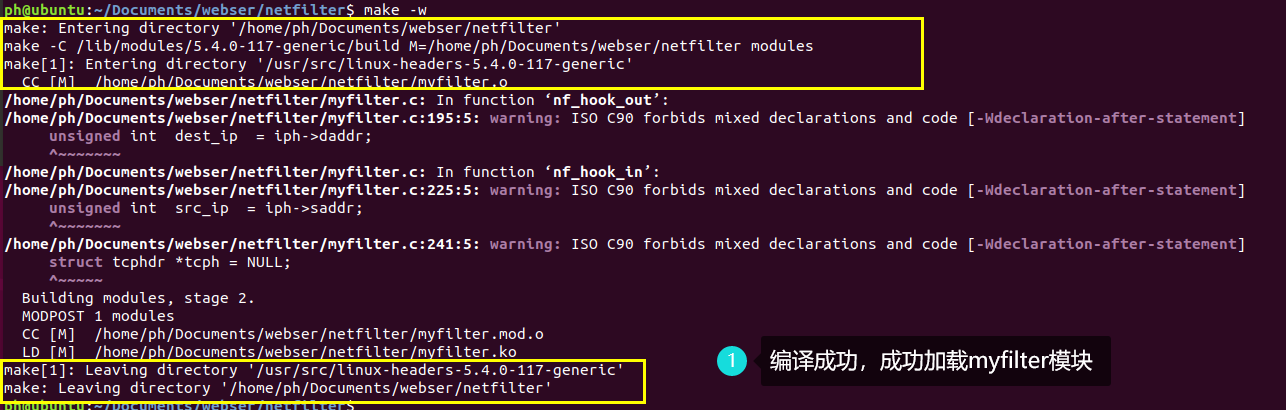 ph@ubuntu:~/Documents/webser/netfilter$ make -w
make: Entering directory '/home/ph/Documents/webser/netfilter'
make -C /lib/modules/5.4.0-117-generic/build M=/home/ph/Documents/webser/netfilter modules
make[1]: Entering directory '/usr/src/linux-headers-5.4.0-117-generic'
  CC [M]  /home/ph/Documents/webser/netfilter/myfilter.o
/home/ph/Documents/webser/netfilter/myfilter.c: In function ‘nf_hook_out’:
/home/ph/Documents/webser/netfilter/myfilter.c:195:5: warning: ISO C90 forbids mixed declarations and code [-Wdeclaration-after-statement]
     unsigned int  dest_ip  = iph->daddr;
     ^~~~~~~~
/home/ph/Documents/webser/netfilter/myfilter.c: In function ‘nf_hook_in’:
/home/ph/Documents/webser/netfilter/myfilter.c:225:5: warning: ISO C90 forbids mixed declarations and code [-Wdeclaration-after-statement]
     unsigned int  src_ip  = iph->saddr;
     ^~~~~~~~
/home/ph/Documents/webser/netfilter/myfilter.c:241:5: warning: ISO C90 forbids mixed declarations and code [-Wdeclaration-after-statement]
     struct tcphdr *tcph = NULL;
     ^~~~~~
  Building modules, stage 2.
  MODPOST 1 modules
  CC [M]  /home/ph/Documents/webser/netfilter/myfilter.mod.o
  LD [M]  /home/ph/Documents/webser/netfilter/myfilter.ko
1 编译成功，成功加载myfilter模块
make[1]: Leaving directory '/usr/src/linux-headers-5.4.0-117-generic'
make: Leaving directory '/home/ph/Documents/webser/netfilter'
ph@ubuntu:~/Documents/webser/netfilter$